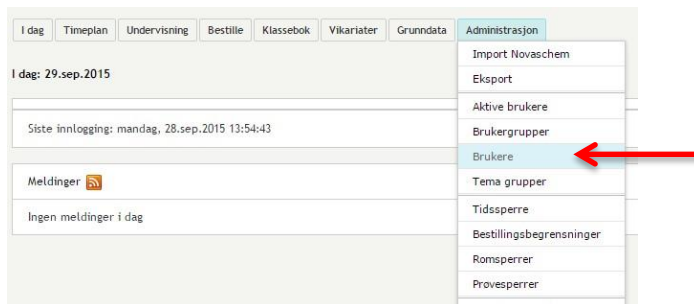 I dag Timeplan Undervisning Bestille Klassebok Vikariater Grunndata Administrasjon
Import Novaschem
I dag: 29.sep.2015
Eksport
Aktive brukere
Siste innlogging: mandag, 28.sep.2015 13:54:43
Brukergrupper
Brukere
Meldinger
Tema grupper
Tidssperre
Ingen meldinger i dag
Bestillingsbegrensninger
Romsperrer
Prøvesperrer